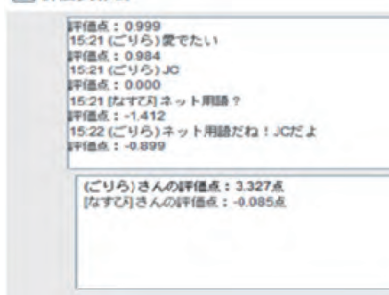 評価点：0.999
15:21 (ごりら)愛でたい
評価点：0.984
15:21 (ごりら)JC
評価点：0.000
15:21 [なすび]ネット用語？
評価点：-1.412
15:22 (ごりら)ネット用語だね！JCだよ
評価点：-0.899
(ごりら)さんの評価点：3.327点
[なすび]さんの評価点：-0.085点